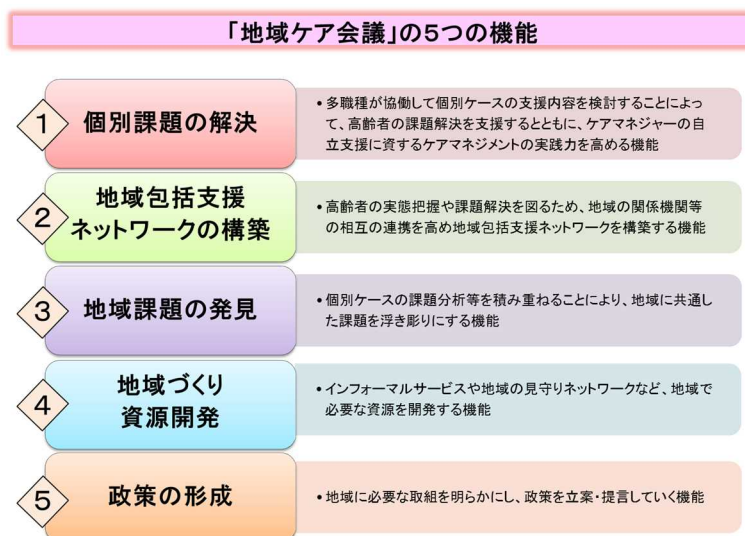 「地域ケア会議」の５つの機能
1
個別課題の解決
•多職種が協働して個別ケースの支援内容を検討することによっ
て、高齢者の課題解決を支援するとともに、ケアマネジャーの自
立支援に資するケアマネジメントの実践力を高める機能
2
地域包括支援
ネットワークの構築
•高齢者の実態把握や課題解決を図るため、地域の関係機関等
の相互の連携を高め地域包括支援ネットワークを構築する機能
3
地域課題の発見
•個別ケースの課題分析等を積み重ねることにより、地域に共通し
た課題を浮き彫りにする機能
4
地域づくり
資源開発
•インフォーマルサービスや地域の見守りネットワークなど、地域で
必要な資源を開発する機能
5
政策の形成
•地域に必要な取組を明らかにし、政策を立案・提言していく機能